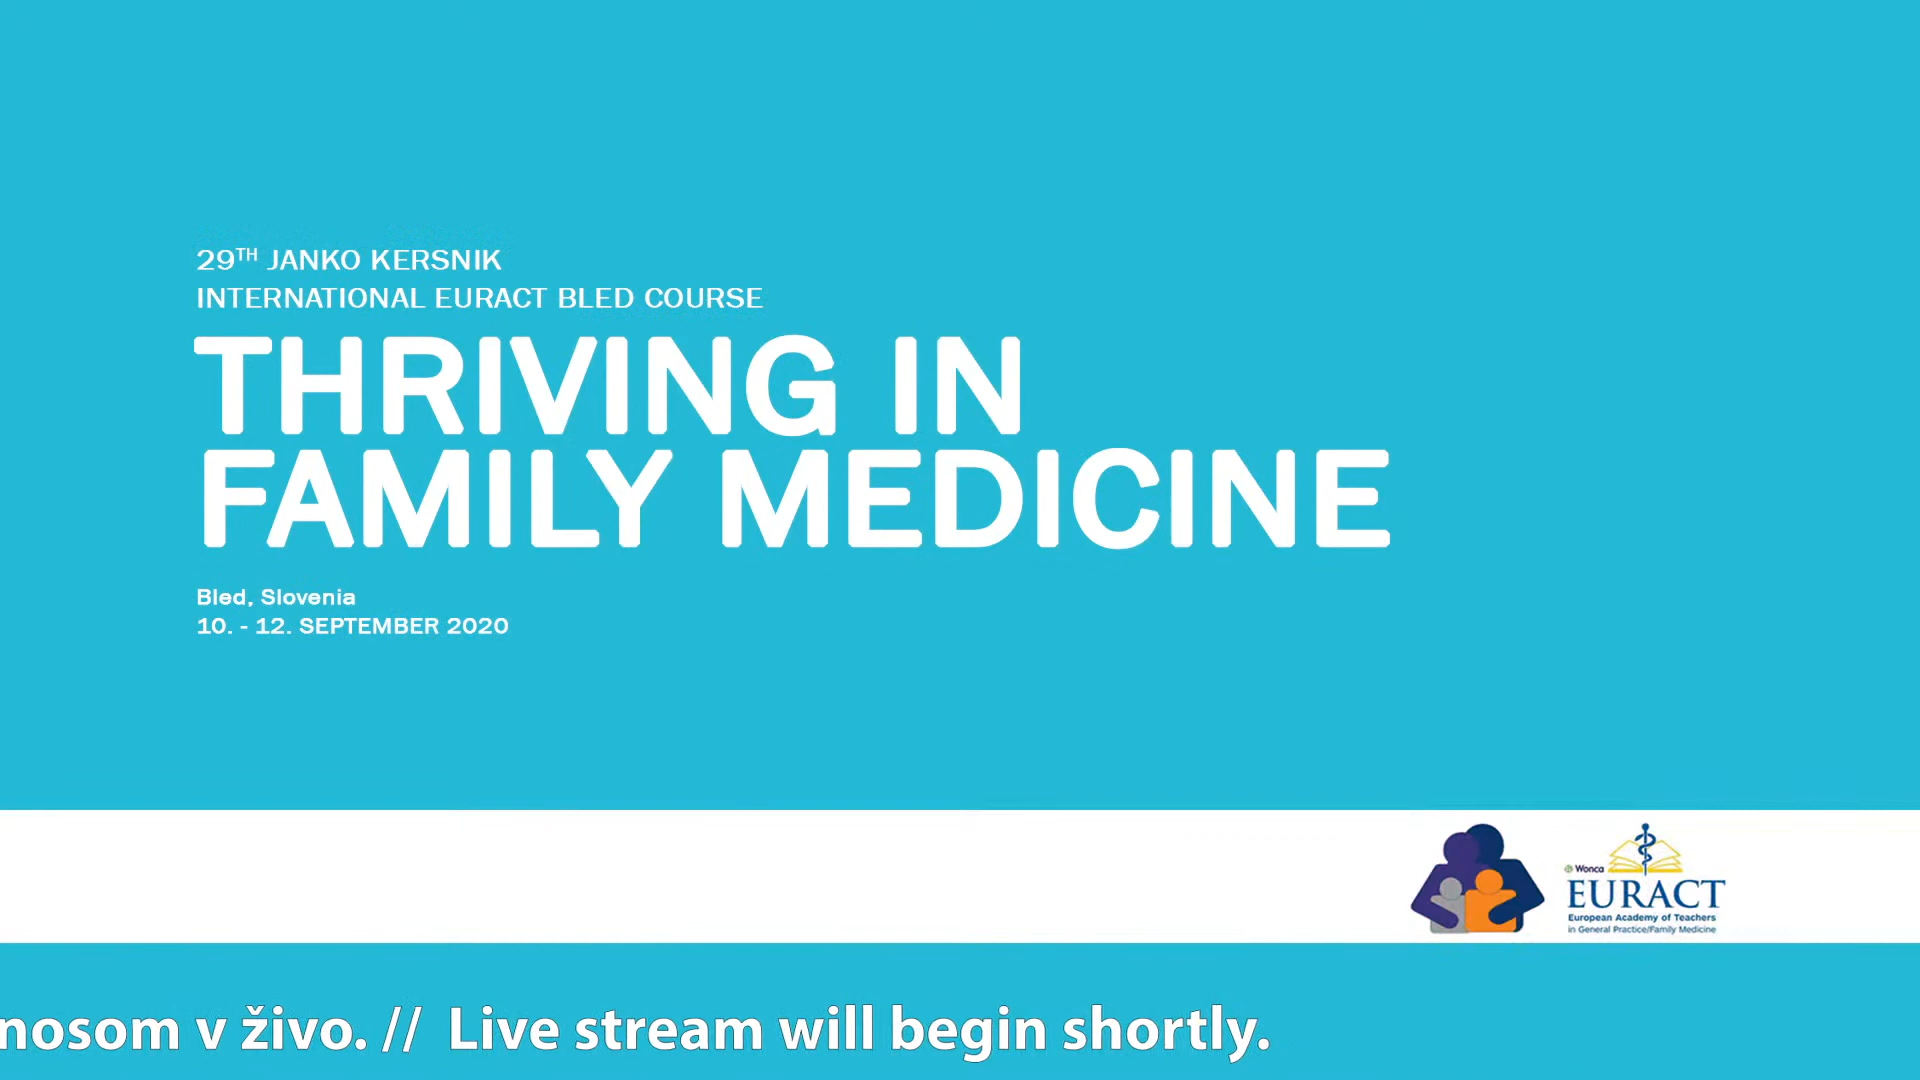 29TH JANKO KERSNIK
INTERNATIONAL EURACT BLED COURSE
THRIVING IN
FAMILY MEDICINE
Bled, Slovenia
10. - 12. SEPTEMBER 2020
Wonca
EURACT
European Academy of Teachers
in General Practice/Family Medicine
nosom v živo. // Live stream will begin shortly.